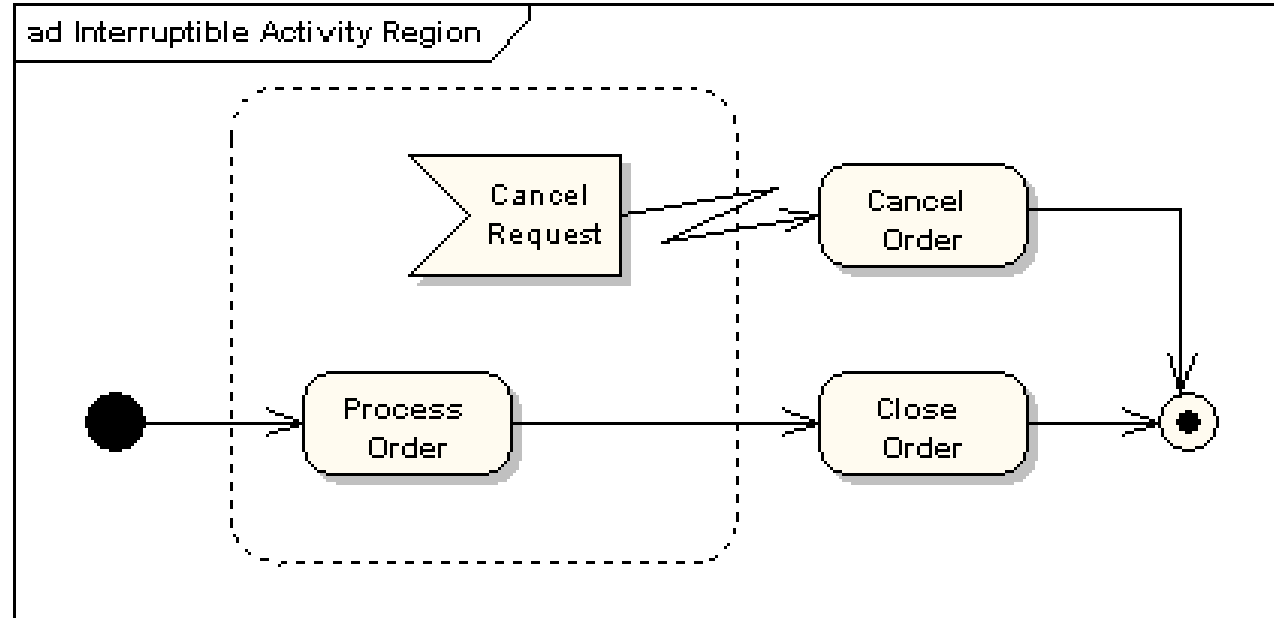 ad Interruptible Activity Region
Cancel
Request
Cancel
Order
Process
Order
Close
Order